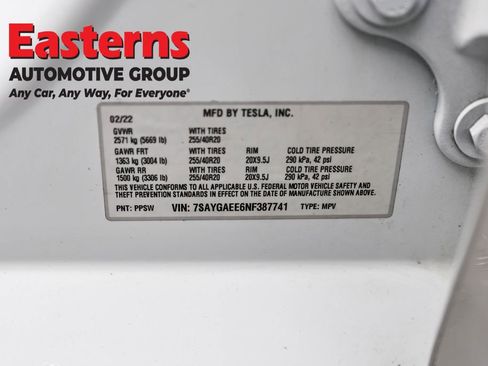 Easterns
AUTOMOTIVE GROUP
Any Car, Any Way, For Everyone®
MFD BY TESLA, INC.
02/22
GVWR WITH TIRES
2571 kg (5669 lb) 255/40R20
GAWR FRT WITH TIRES RIM COLD TIRE PRESSURE
1363 kg (3004 lb) 255/40R20 20X9.5J 290 kPa, 42 psi
GAWR RR WITH TIRES RIM COLD TIRE PRESSURE
1500 kg (3306 lb) 255/40R20 20X9.5J 290 kPa, 42 psi
THIS VEHICLE CONFORMS TO ALL APPLICABLE U.S. FEDERAL MOTOR VEHICLE SAFETY AND
THEFT PREVENTION STANDARDS IN EFFECT ON THE DATE OF MANUFACTURE SHOWN ABOVE.
PNT: PPSW VIN: 7SAYGAEE6NF387741 TYPE: MPV